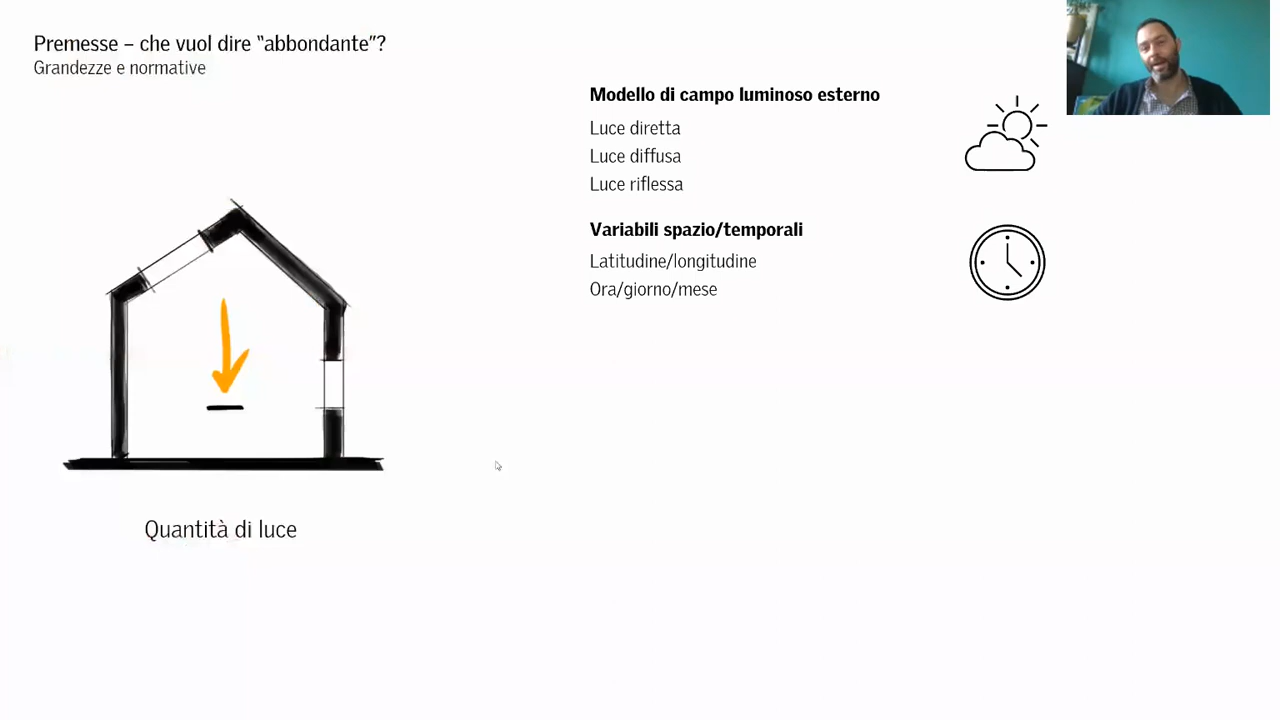 Premesse – che vuol dire “abbondante”?
Grandezze e normative
Modello di campo luminoso esterno
Luce diretta
Luce diffusa
Luce riflessa
Variabili spazio/temporali
Latitudine/longitudine
Ora/giorno/mese
Quantità di luce